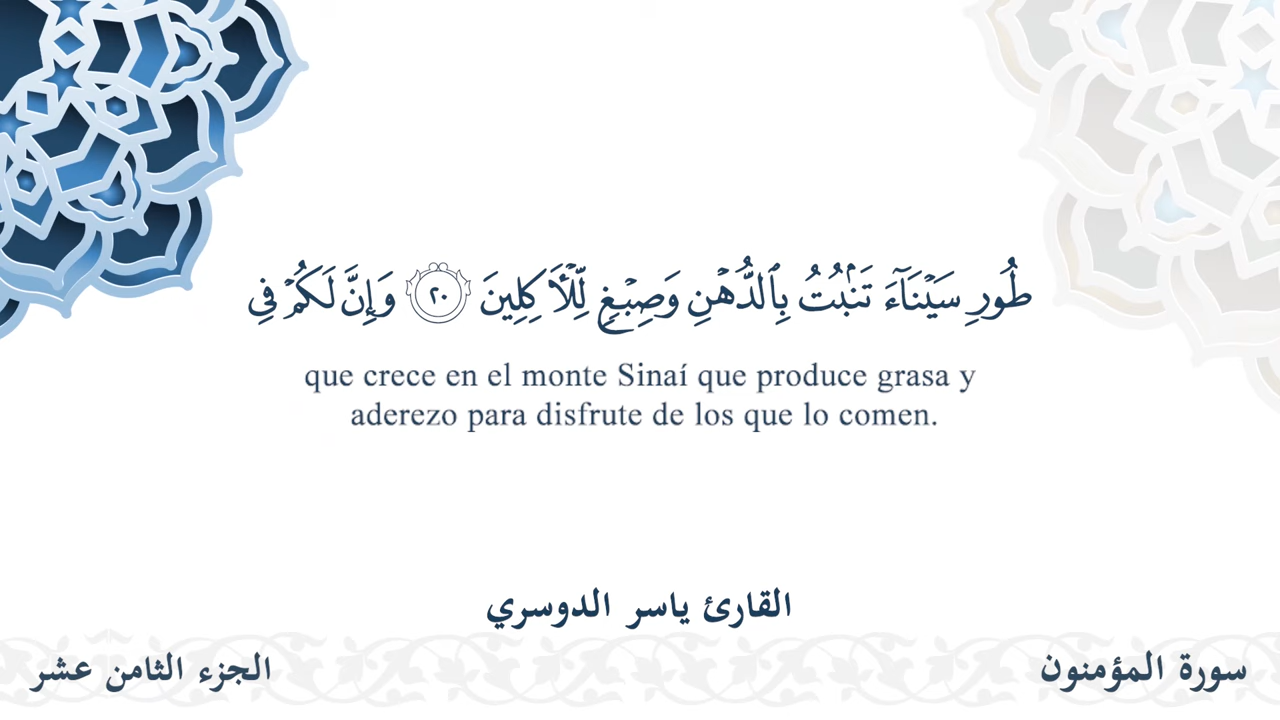 طُورِ سَيۡنَآءَ تَنۢبُتُ بِٱلدُّهۡنِ وَصِبۡغٖ لِّلۡأٓكِلِينَ ٢٠ وَإِنَّ لَكُمۡ فِي
que crece en el monte Sinaí que produce grasa y
aderezo para disfrute de los que lo comen.
القارئ ياسر الدوسري
سورة المؤمنون
الجزء الثامن عشر